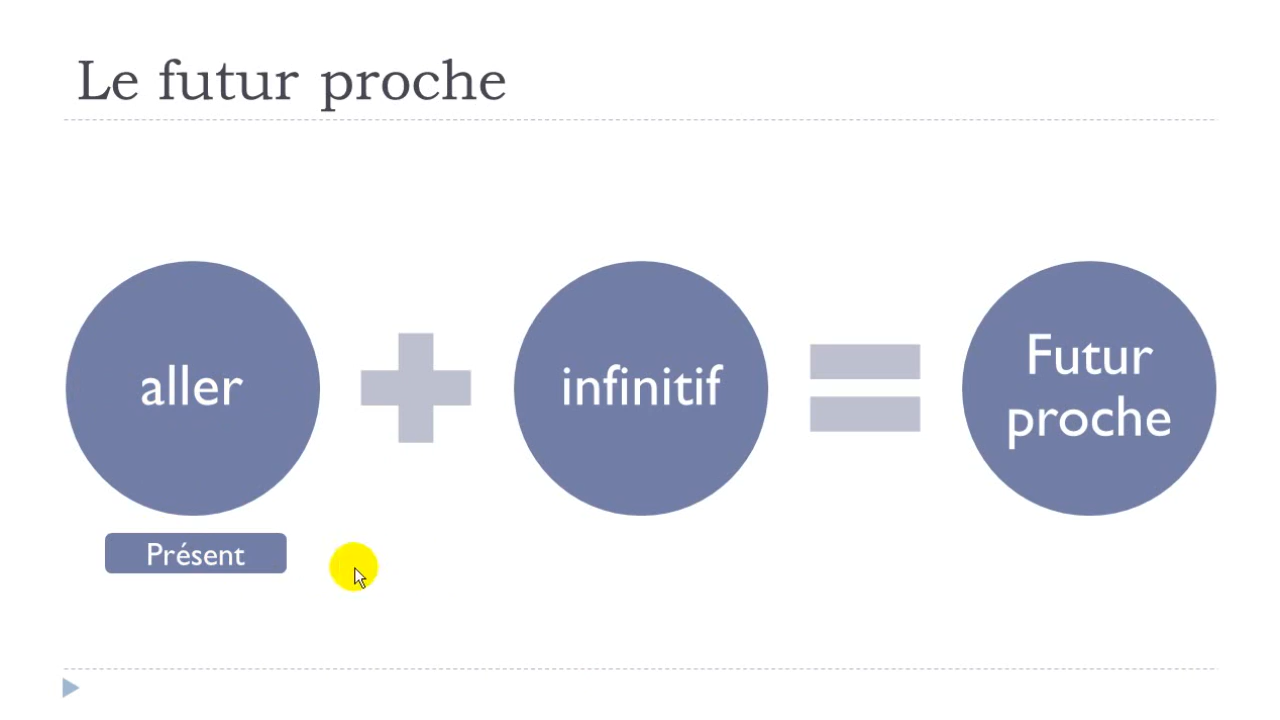 Le futur proche
aller
infinitif
Futur
proche
Présent